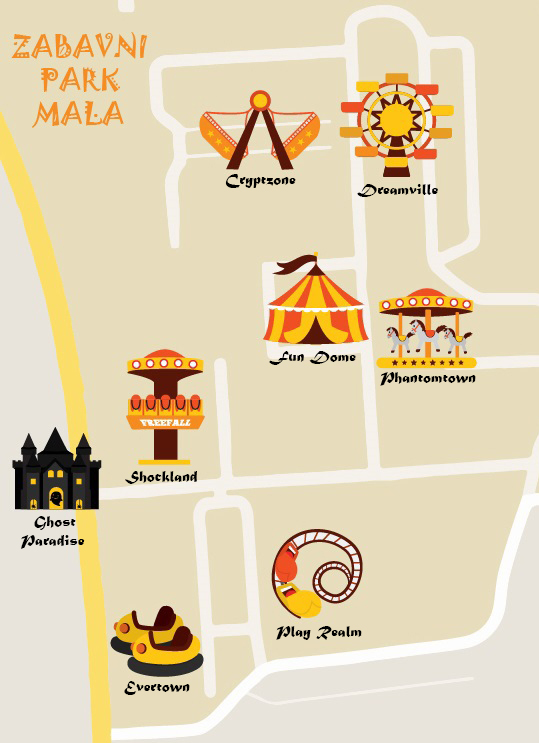 ZABAVNI
PARK
MALA
Cryptzone
Dreamville
Fun Dome
Phantomtown
FREEFALL
Shockland
Ghost
Paradise
Play Realm
Evertown